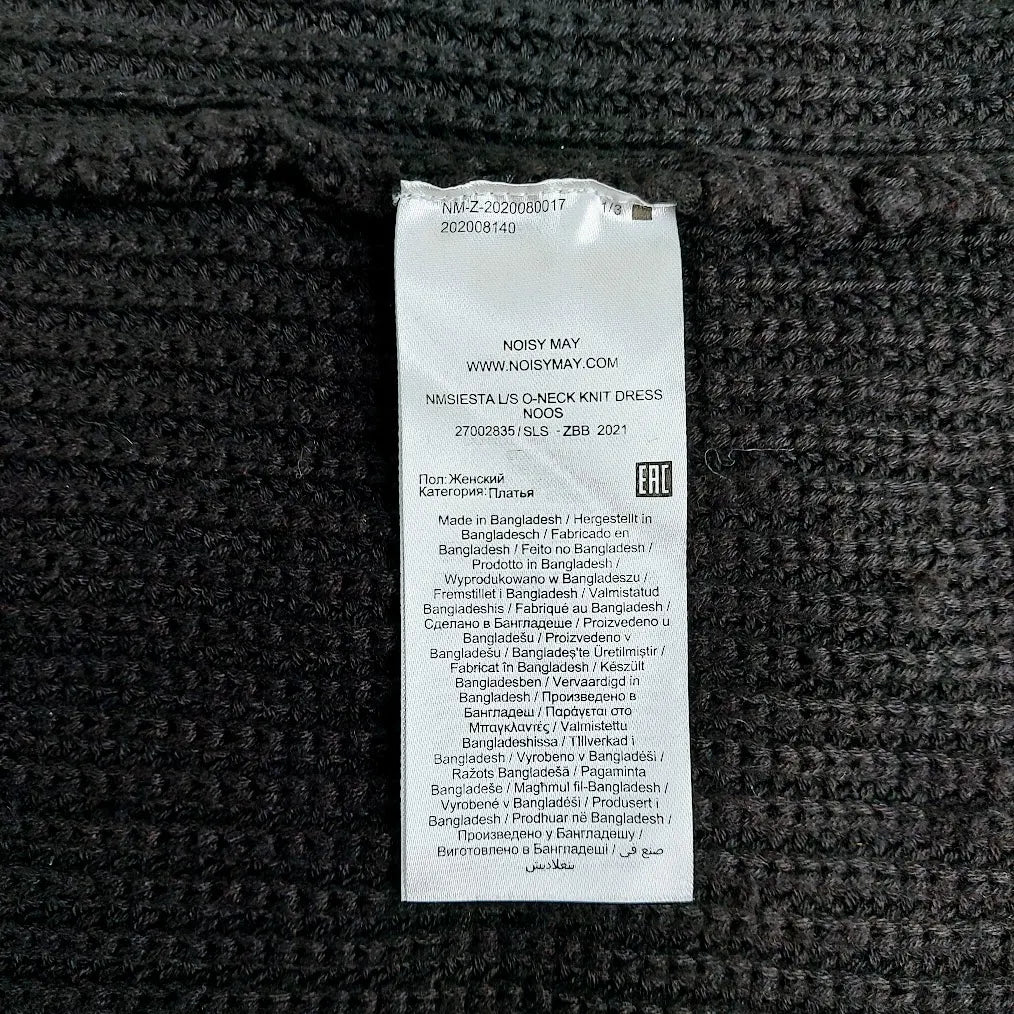 NM-Z-2020080017 1/3
202008140
NOISY MAY
WWW.NOISYMAY.COM
NMSIESTA L/S O-NECK KNIT DRESS
NOOS
27002835/SLS - ZBB 2021
Пол: Женский
Категория: Платья
EAC
Made in Bangladesh / Hergestellt in
Bangladesch / Fabricado en
Bangladesh / Feito no Bangladesh /
Prodotto in Bangladesh /
Wyprodukowano w Bangladeszu /
Fremstillet i Bangladesh / Valmistatud
Bangladeshis / Fabriqué au Bangladesh /
Сделано в Бангладеше / Proizvedeno u
Bangladešu / Proizvedeno v
Bangladešu / Bangladeş'te Üretilmiştir /
Fabricat în Bangladesh / Készült
Bangladesben / Vervaardigd in
Bangladesh / Произведено в
Бангладеш / Παράγεται στο
Μπαγκλαντές / Valmistettu
Bangladeshissa / Tillverkad i
Bangladesh / Vyrobeno v Bangladéši /
Ražots Bangladešā / Pagaminta
Bangladeše / Magħmul fil-Bangladesh /
Vyrobené v Bangladéši / Produsert i
Bangladesh / Prodhuar në Bangladesh /
Произведено у Бангладешу /
Виготовлено в Бангладеші / صنع في
بنغلاديش